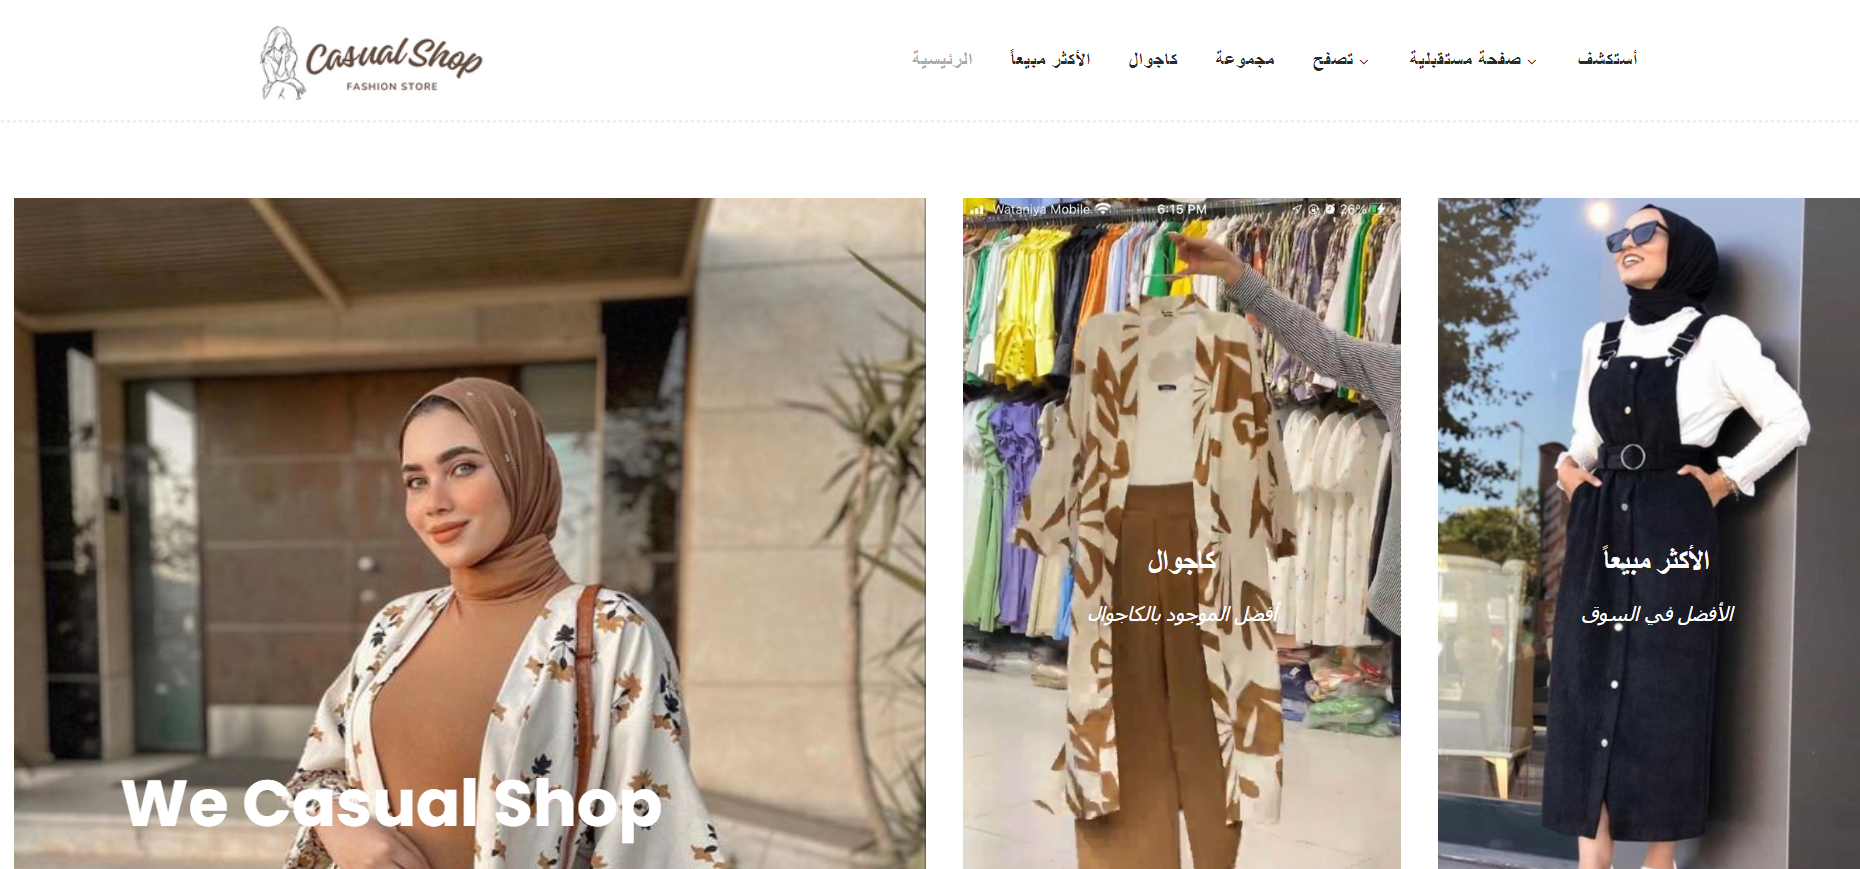 Casual Shop
FASHION STORE
الرئيسية
الأكثر مبيعاً
كاجوال
مجموعة
تصفح
صفحة مستقبلية
أستكشف
We Casual Shop
Wataniya Mobile 6:15 PM 26%
كاجوال
أفضل الموجود بالكاجوال
الأكثر مبيعاً
الأفضل في السوق